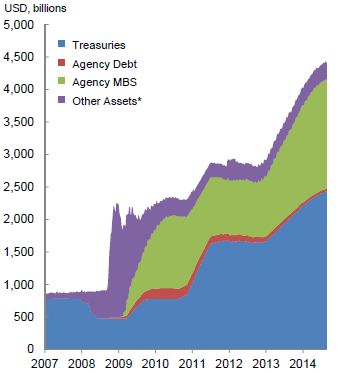 USD, billions
5,000
4,500
4,000
3,500
3,000
2,500
2,000
1,500
1,000
500
0
Treasuries
Agency Debt
Agency MBS
Other Assets*
2007 2008 2009 2010 2011 2012 2013 2014